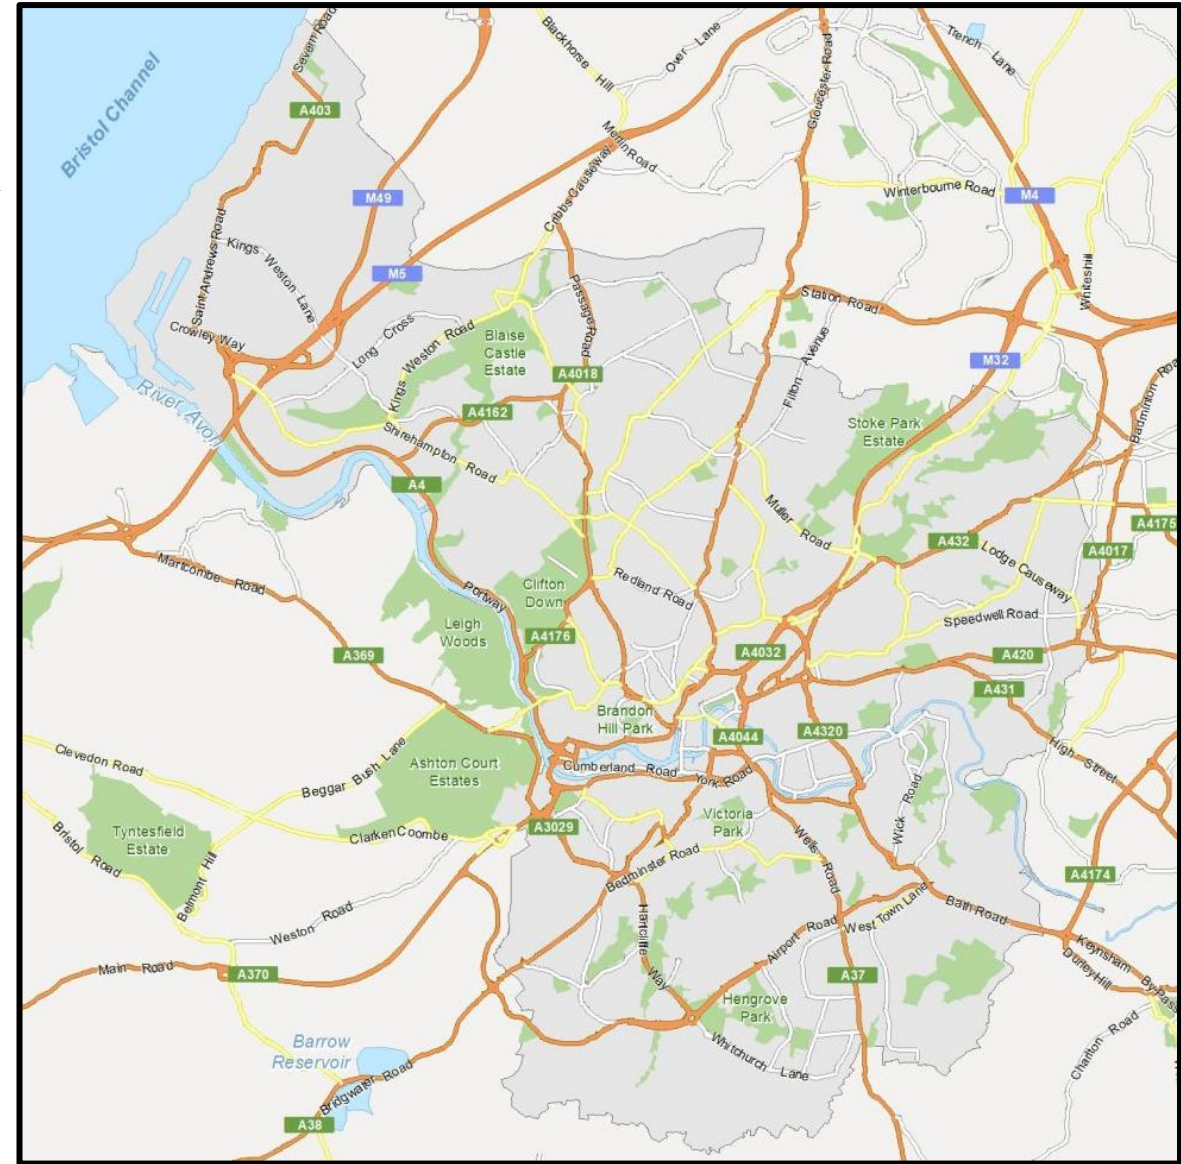 Severn Road
Blackhorse Hill
Over Lane
Trench Lane
Bristol Channel
A403
Gloucester Road
Merlin Road
Cribbs Causeway
Winterbourne Road
M4
M49
Kings Weston Lane
Saint Andrews Road
M5
Passage Road
Station Road
Whiteshill
Crowley Way
Long Cross
Kings Weston Road
Blaise
Castle
Estate
Filton Avenue
M32
A4018
River Avon
A4162
Shirehampton Road
Stoke Park
Estate
Badminton Road
A4
Muller Road
A4175
A432
Lodge Causeway
A4017
Martcombe Road
Portway
Clifton
Down
Redland Road
Leigh
Woods
Speedwell Road
A4176
A369
A4032
A420
A431
Brandon
Hill Park
A4044
A4320
High Street
Clevedon Road
Beggar Bush Lane
Ashton Court
Estates
Cumberland Road
York Road
Wick Road
Tyntesfield
Estate
Bristol Road
Clarken Coombe
A3029
Victoria
Park
Wells Road
Belmont Hill
Bedminster Road
A4174
Weston Road
Hartcliffe Way
Airport Road
West Town Lane
Bath Road
Main Road
A370
A37
Keynsham By-Pass
Durley Hill
Hengrove
Park
Whitchurch Lane
Charlton Road
Barrow
Reservoir
Bridgwater Road
A38